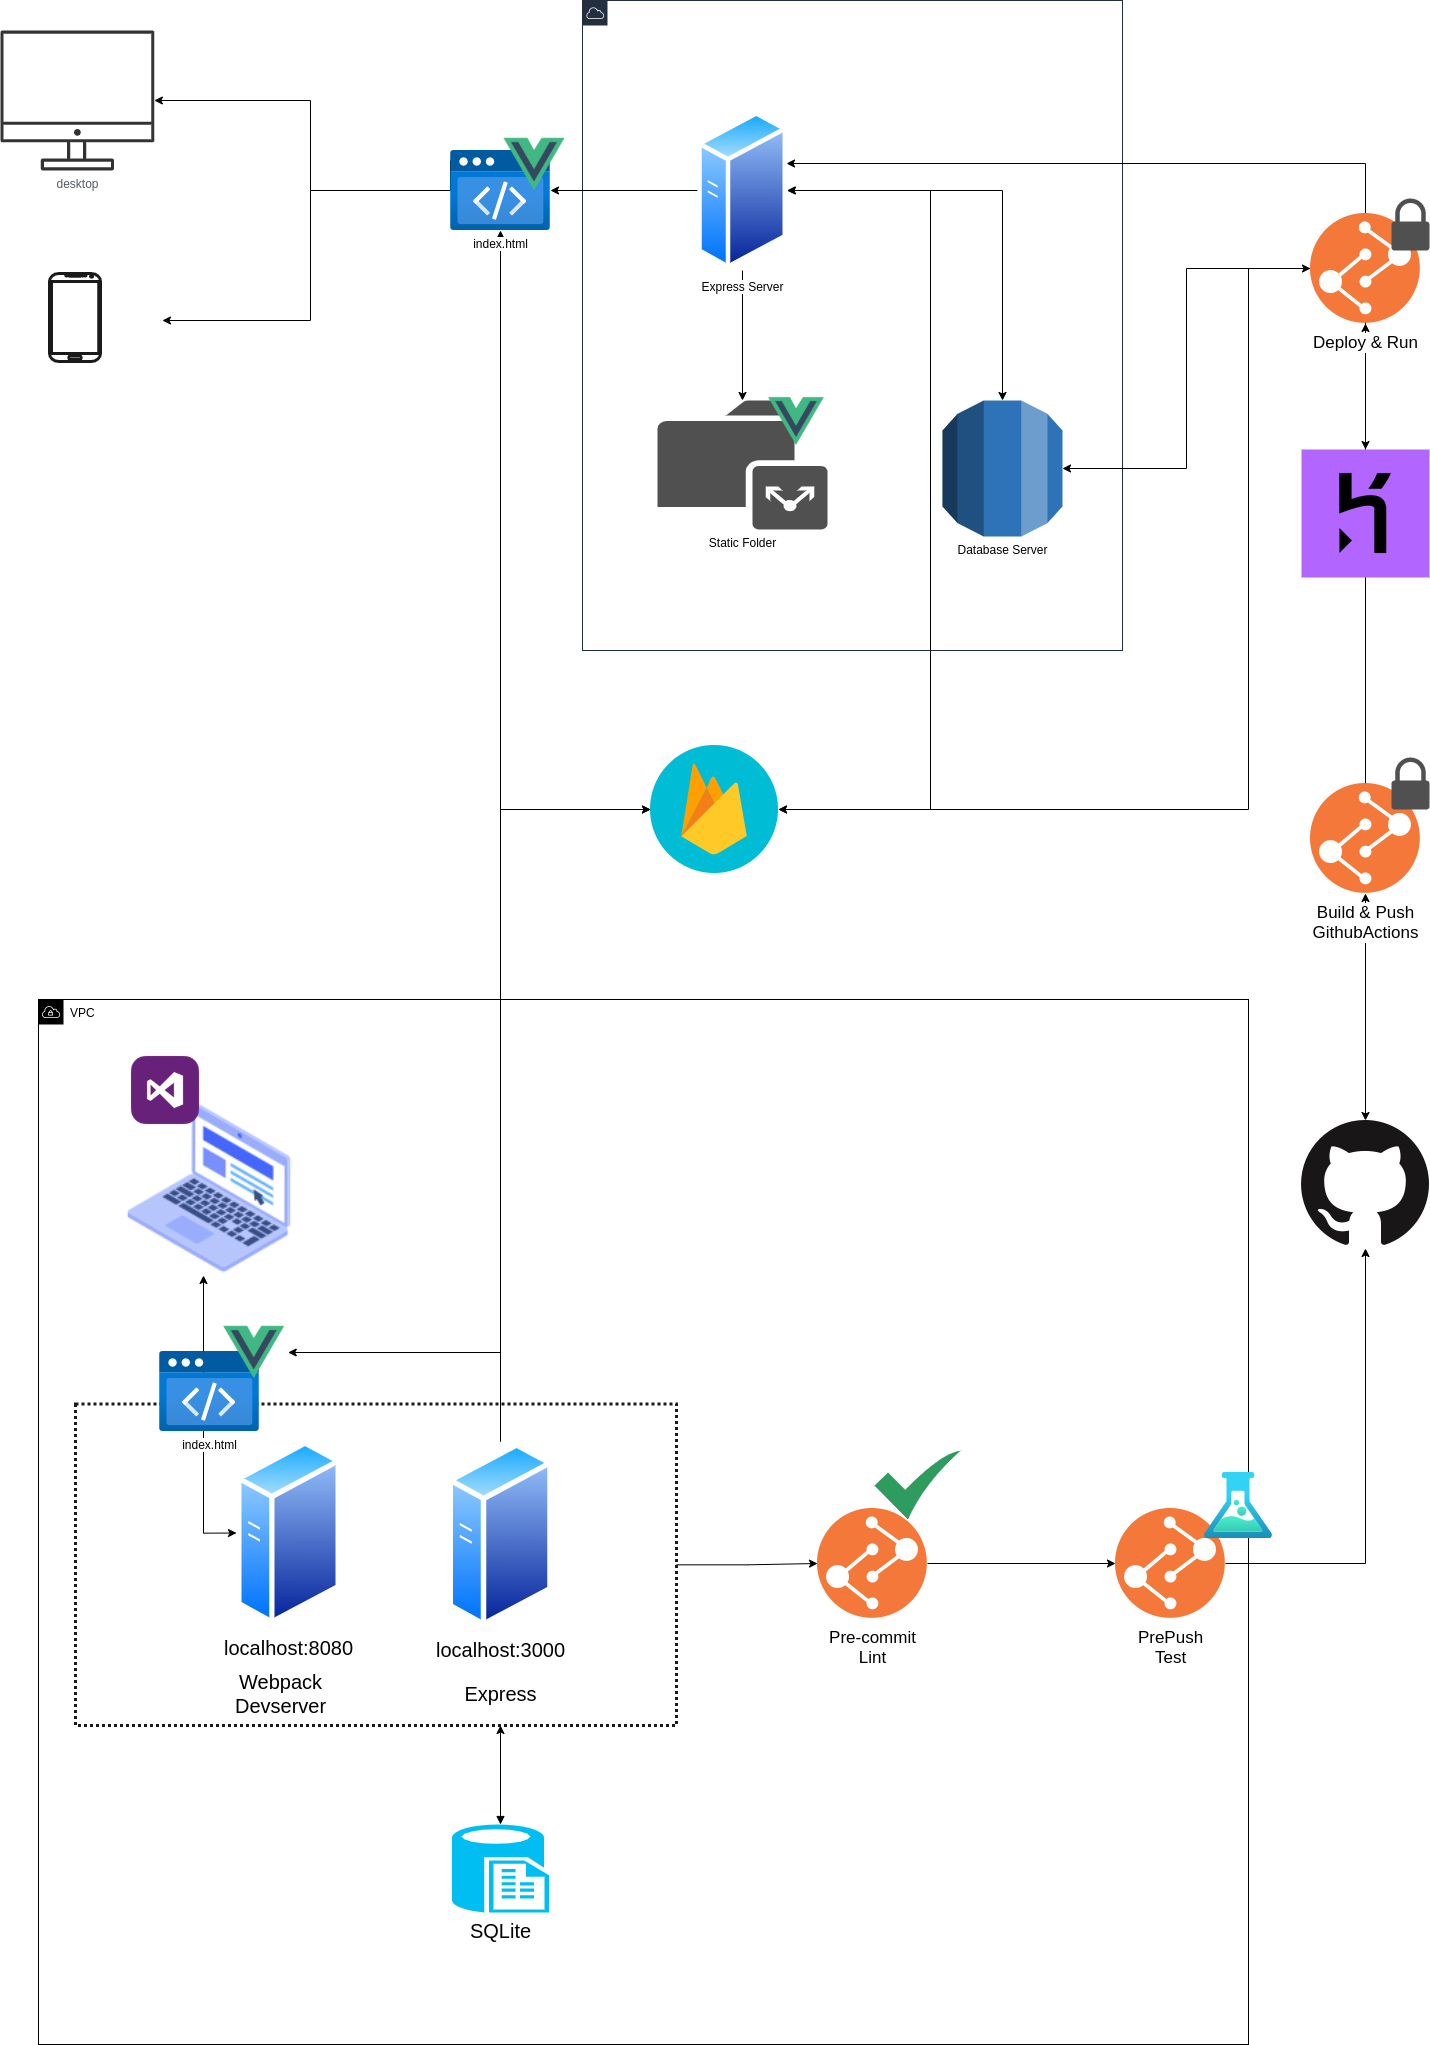 desktop
index.html
Express Server
Deploy & Run
Static Folder
Database Server
Build & Push
GithubActions
VPC
index.html
localhost:8080
Webpack
Devserver
localhost:3000
Express
Pre-commit
Lint
PrePush
Test
SQLite